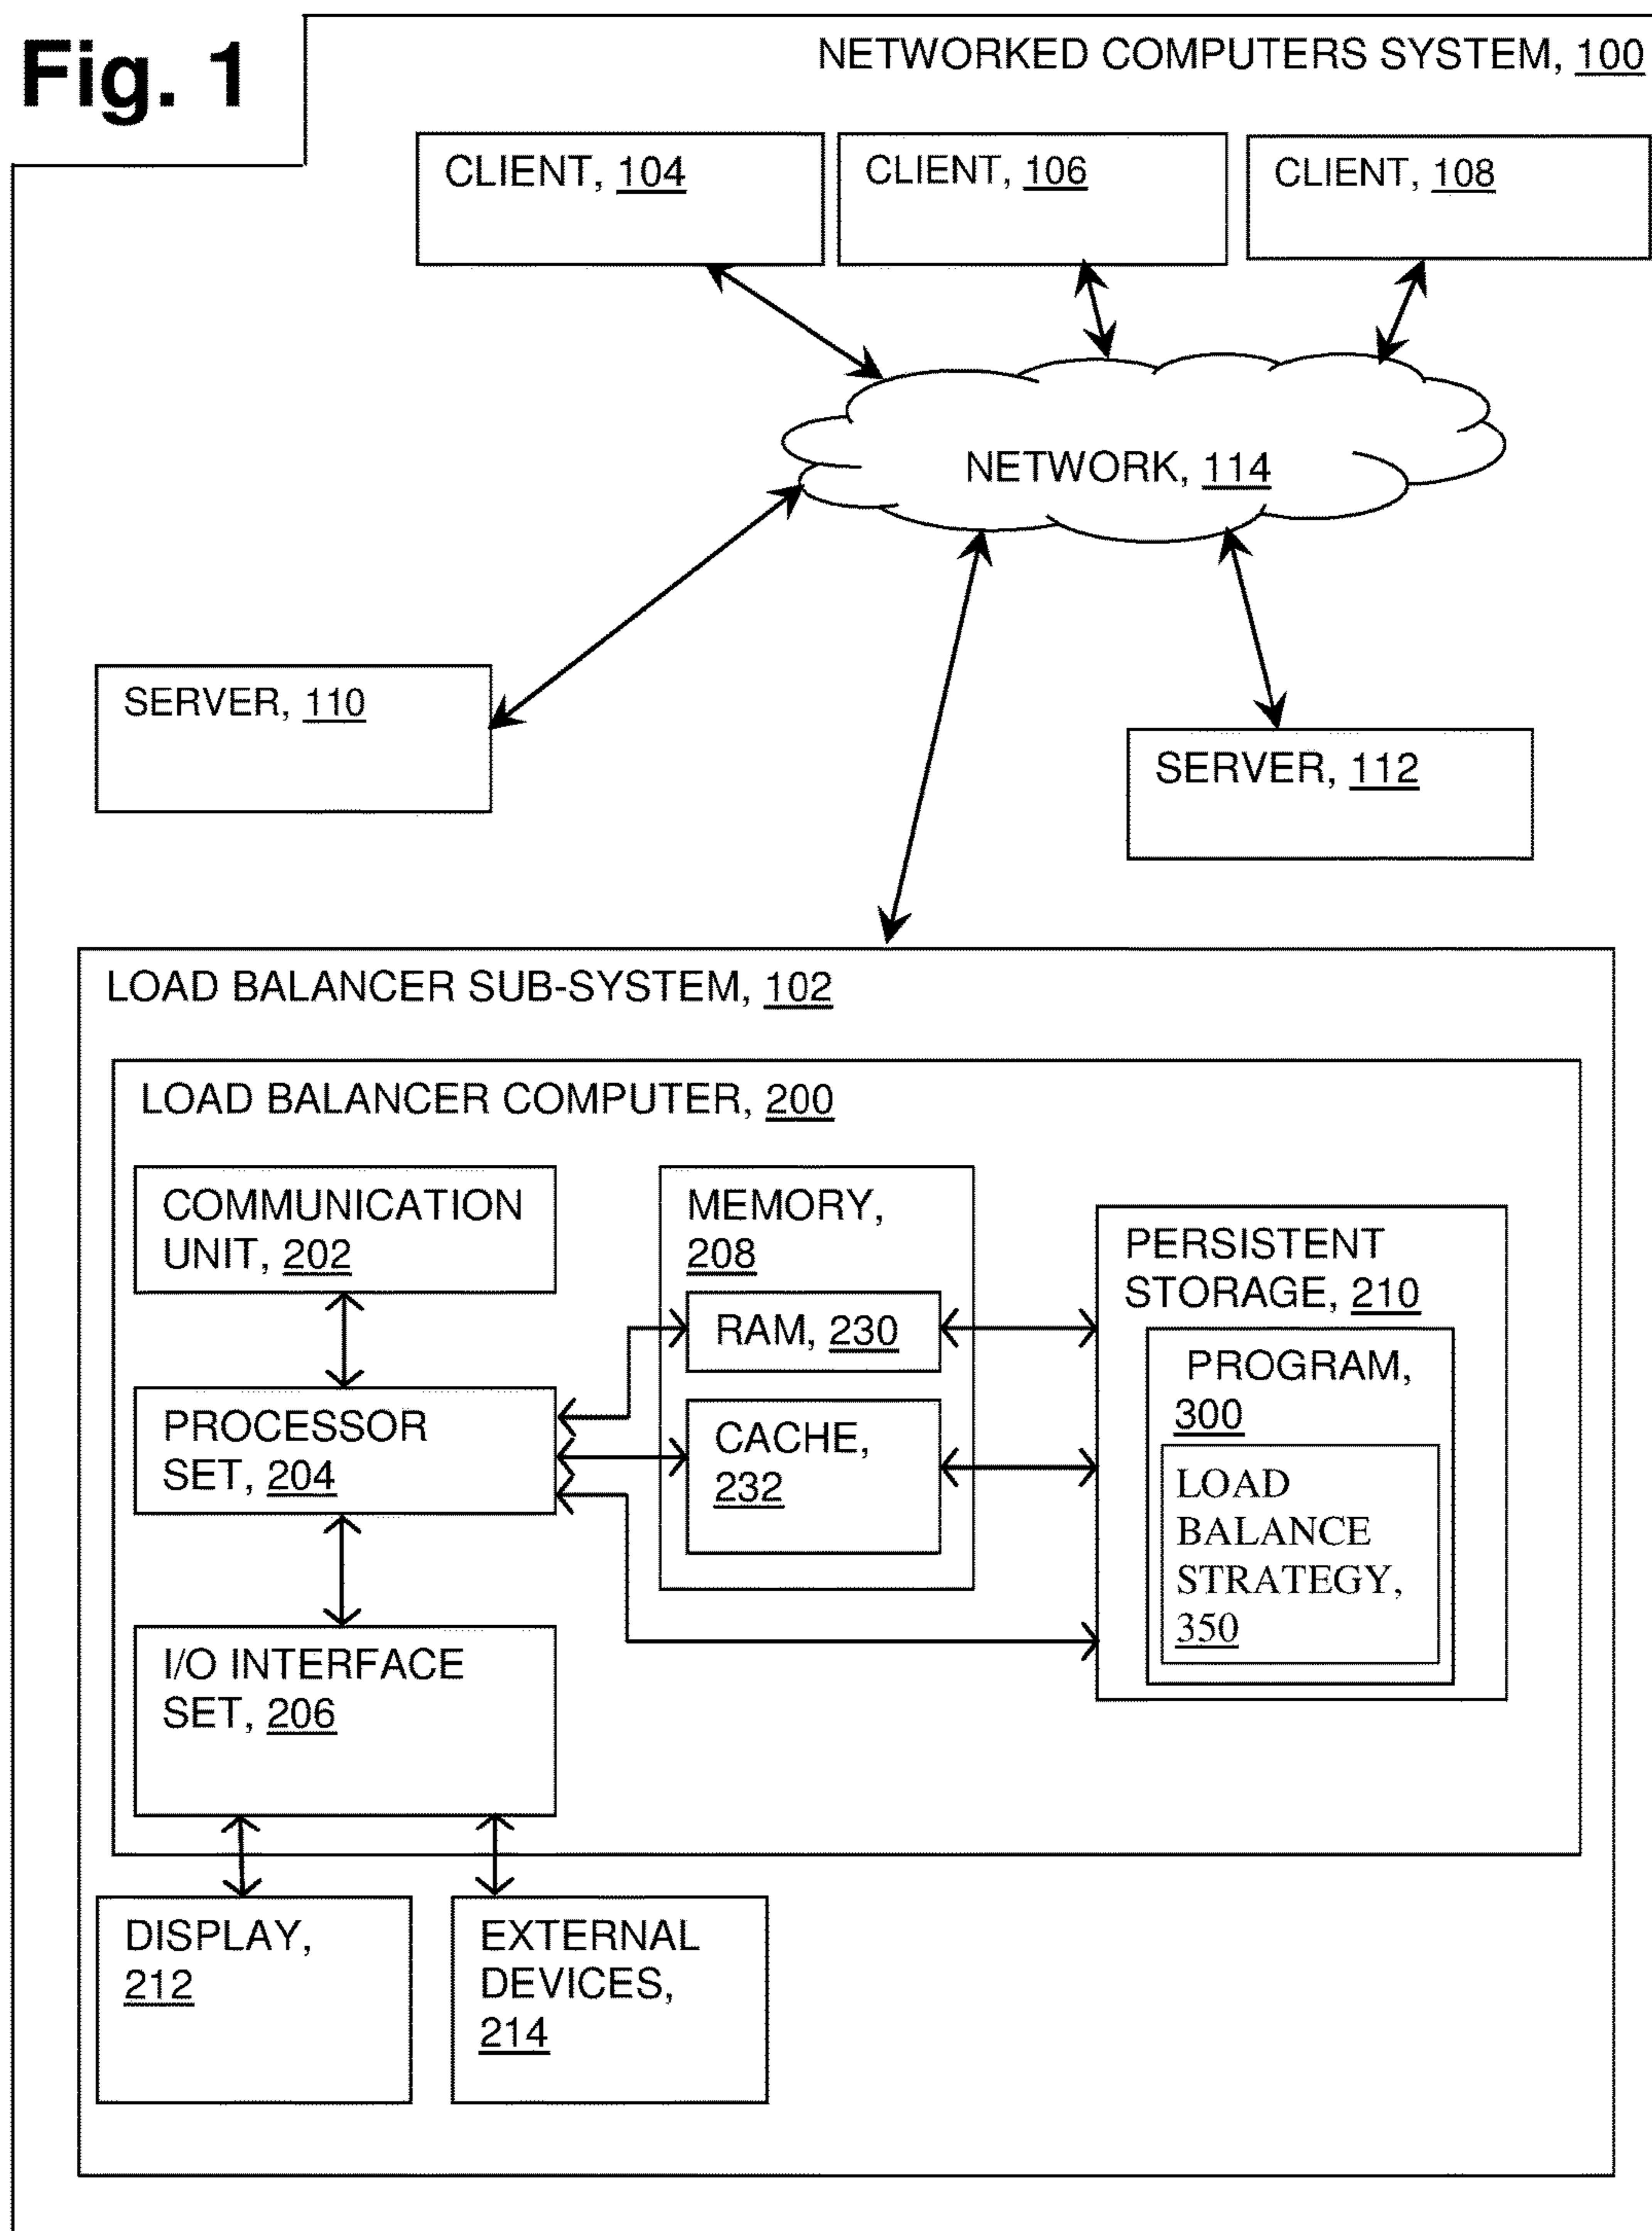 Fig. 1
NETWORKED COMPUTERS SYSTEM, 100
CLIENT, 104
CLIENT, 106
CLIENT, 108
NETWORK, 114
SERVER, 110
SERVER, 112
LOAD BALANCER SUB-SYSTEM, 102
LOAD BALANCER COMPUTER, 200
COMMUNICATION
UNIT, 202
MEMORY,
208
RAM, 230
PERSISTENT
STORAGE, 210
PROGRAM,
300
PROCESSOR
SET, 204
CACHE,
232
LOAD
BALANCE
STRATEGY,
350
I/O INTERFACE
SET, 206
DISPLAY,
212
EXTERNAL
DEVICES,
214